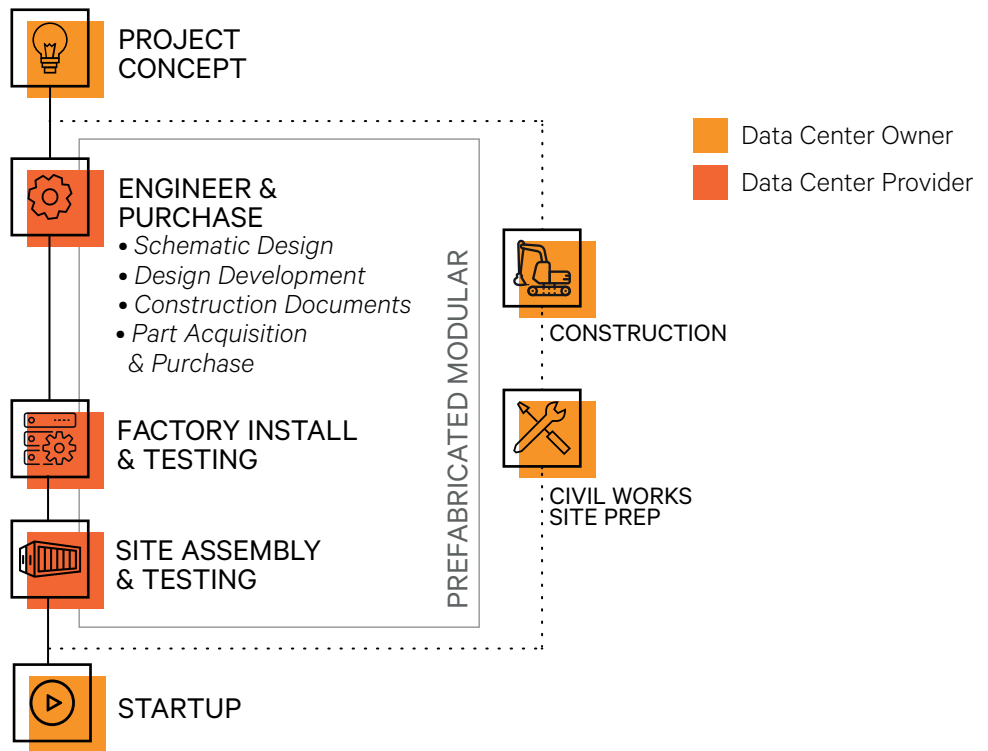 PROJECT
CONCEPT
Data Center Owner
Data Center Provider
ENGINEER &
PURCHASE
• Schematic Design
• Design Development
• Construction Documents
• Part Acquisition
& Purchase
PREFABRICATED MODULAR
CONSTRUCTION
FACTORY INSTALL
& TESTING
CIVIL WORKS
SITE PREP
SITE ASSEMBLY
& TESTING
STARTUP